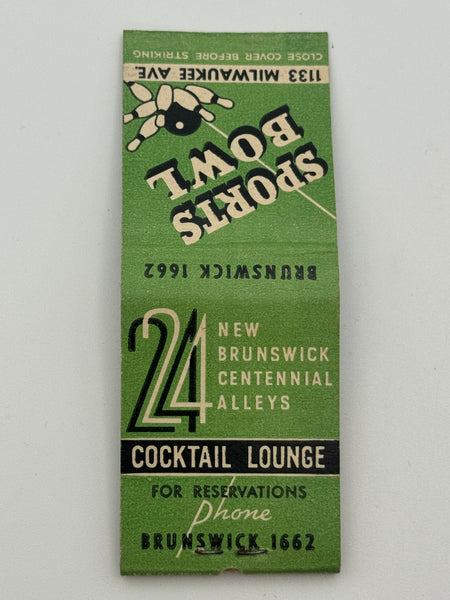 CLOSE COVER BEFORE STRIKING
1133 MILWAUKEE AVE.
SPORTS
BOWL
BRUNSWICK 1662
24
NEW
BRUNSWICK
CENTENNIAL
ALLEYS
COCKTAIL LOUNGE
FOR RESERVATIONS
phone
BRUNSWICK 1662